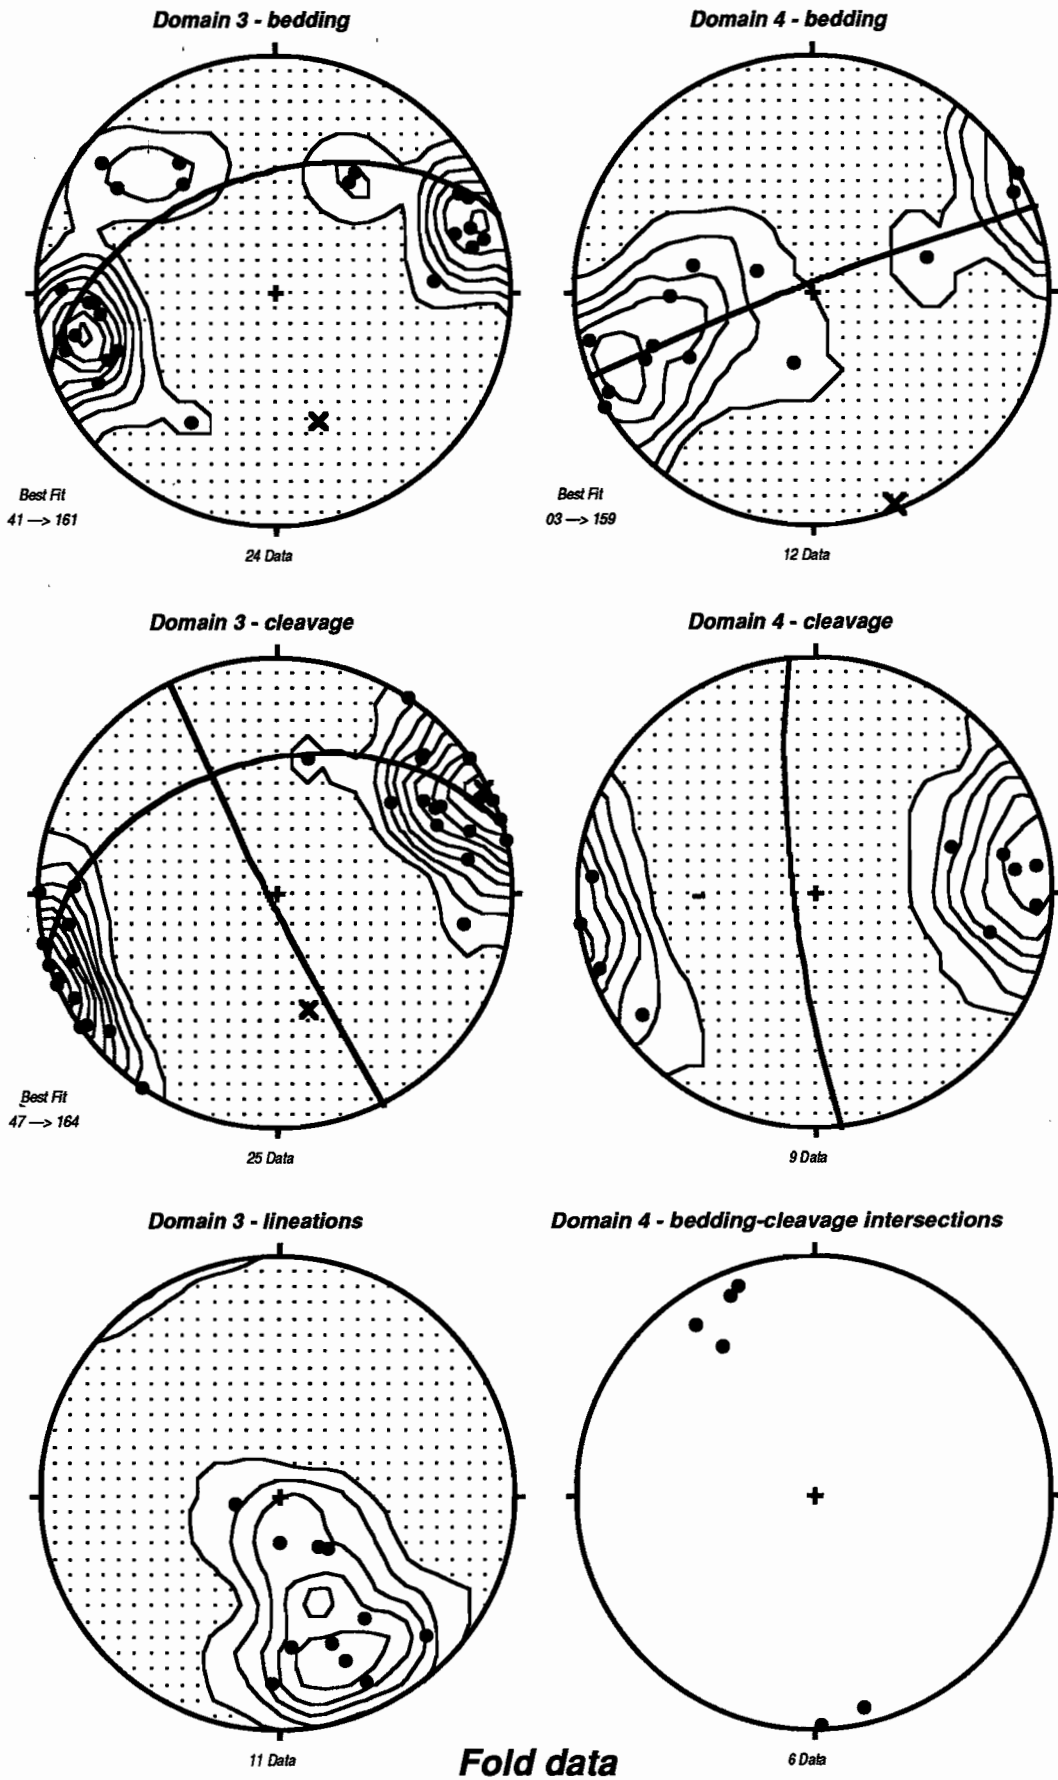 Domain 3 - bedding
Domain 4 - bedding
Best Fit
41 —> 161
24 Data
Best Fit
03 —> 159
12 Data
Domain 3 - cleavage
Domain 4 - cleavage
Best Fit
47 —> 164
25 Data
9 Data
Domain 3 - lineations
Domain 4 - bedding-cleavage intersections
11 Data
6 Data
Fold data